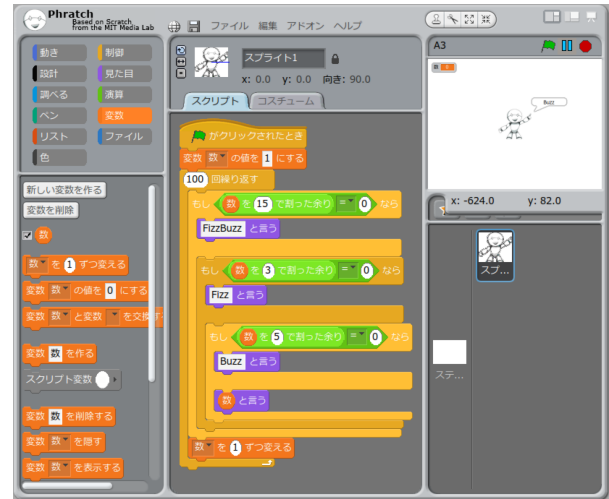 Phratch
Based on Scratch
from the MIT Media Lab
ファイル 編集 アドオン ヘルプ
動き 制御
設計 見た目
調べる 演算
ペン 変数
リスト ファイル
色
スプライト1
x: 0.0 y: 0.0 向き: 90.0
スクリプト コスチューム
A3
Buzz
x: -624.0 y: 82.0
スプ...
ステ...
新しい変数を作る
変数を削除
数
数 を 1 ずつ変える
変数 数 の値を 0 にする
変数 数 と変数 を交換
変数 数 を作る
スクリプト変数
変数 数 を削除する
変数 数 を隠す
変数 数 を表示する
がクリックされたとき
変数 数 の値を 1 にする
100 回繰り返す
もし 数 を 15 で割った余り = 0 なら
FizzBuzz と言う
もし 数 を 3 で割った余り = 0 なら
Fizz と言う
もし 数 を 5 で割った余り = 0 なら
Buzz と言う
数 と言う
数 を 1 ずつ変える